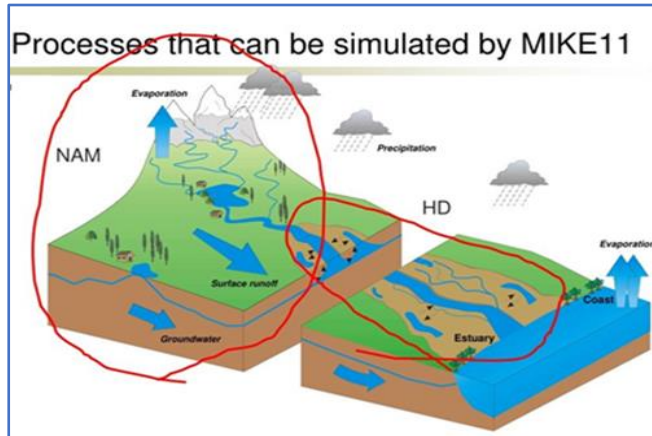 Processes that can be simulated by MIKE11
Evaporation
NAM
Precipitation
HD
Evaporation
Surface runoff
Coast
Groundwater
Estuary